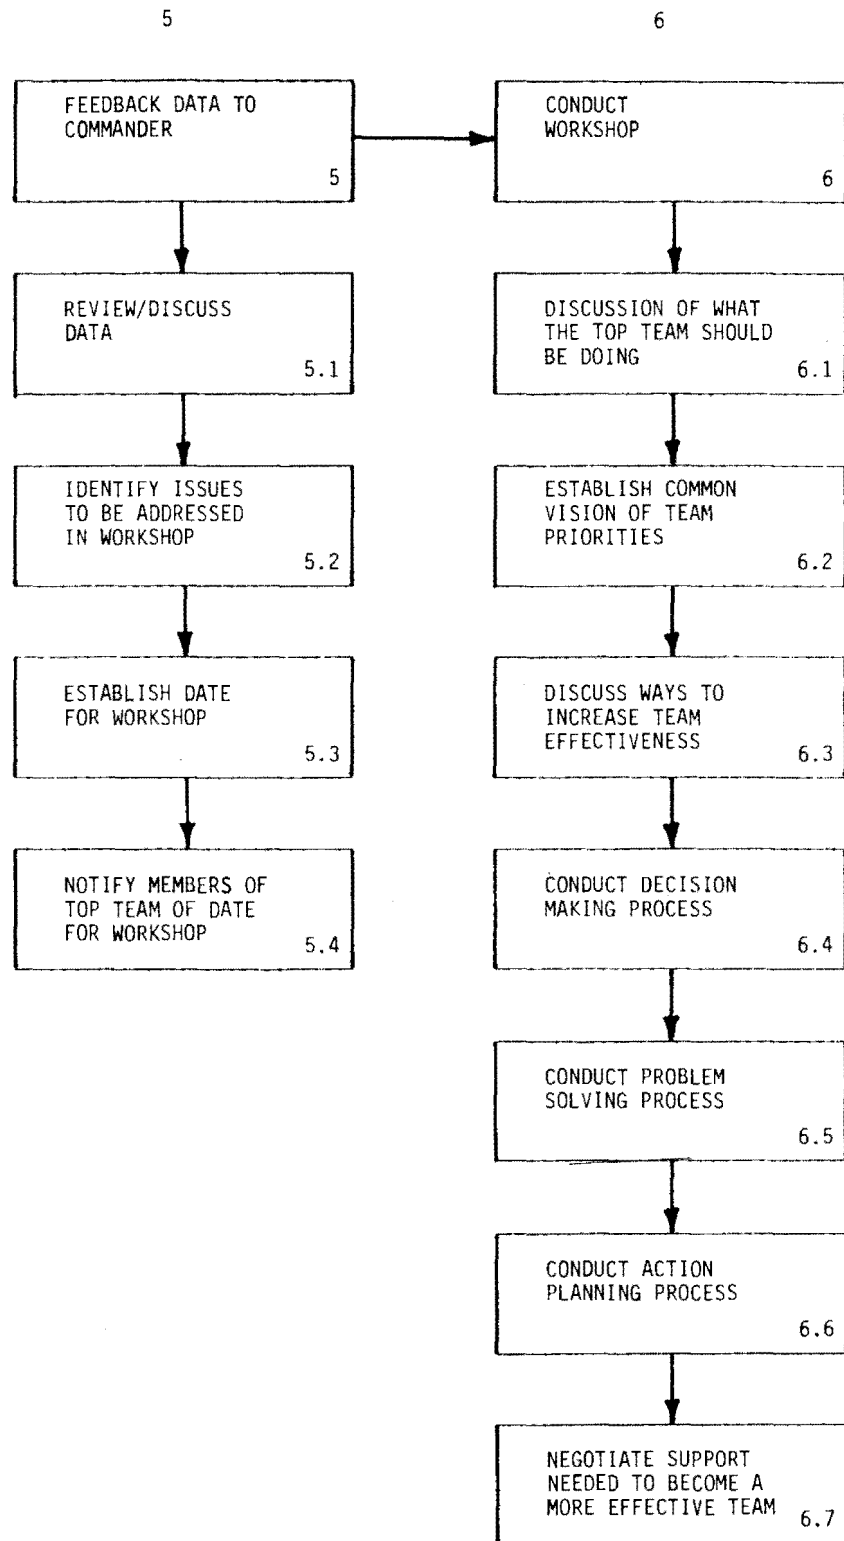 5
6
FEEDBACK DATA TO
COMMANDER
5
CONDUCT
WORKSHOP
6
REVIEW/DISCUSS
DATA
5.1
DISCUSSION OF WHAT
THE TOP TEAM SHOULD
BE DOING
6.1
IDENTIFY ISSUES
TO BE ADDRESSED
IN WORKSHOP
5.2
ESTABLISH COMMON
VISION OF TEAM
PRIORITIES
6.2
ESTABLISH DATE
FOR WORKSHOP
5.3
DISCUSS WAYS TO
INCREASE TEAM
EFFECTIVENESS
6.3
NOTIFY MEMBERS OF
TOP TEAM OF DATE
FOR WORKSHOP
5.4
CONDUCT DECISION
MAKING PROCESS
6.4
CONDUCT PROBLEM
SOLVING PROCESS
6.5
CONDUCT ACTION
PLANNING PROCESS
6.6
NEGOTIATE SUPPORT
NEEDED TO BECOME A
MORE EFFECTIVE TEAM
6.7